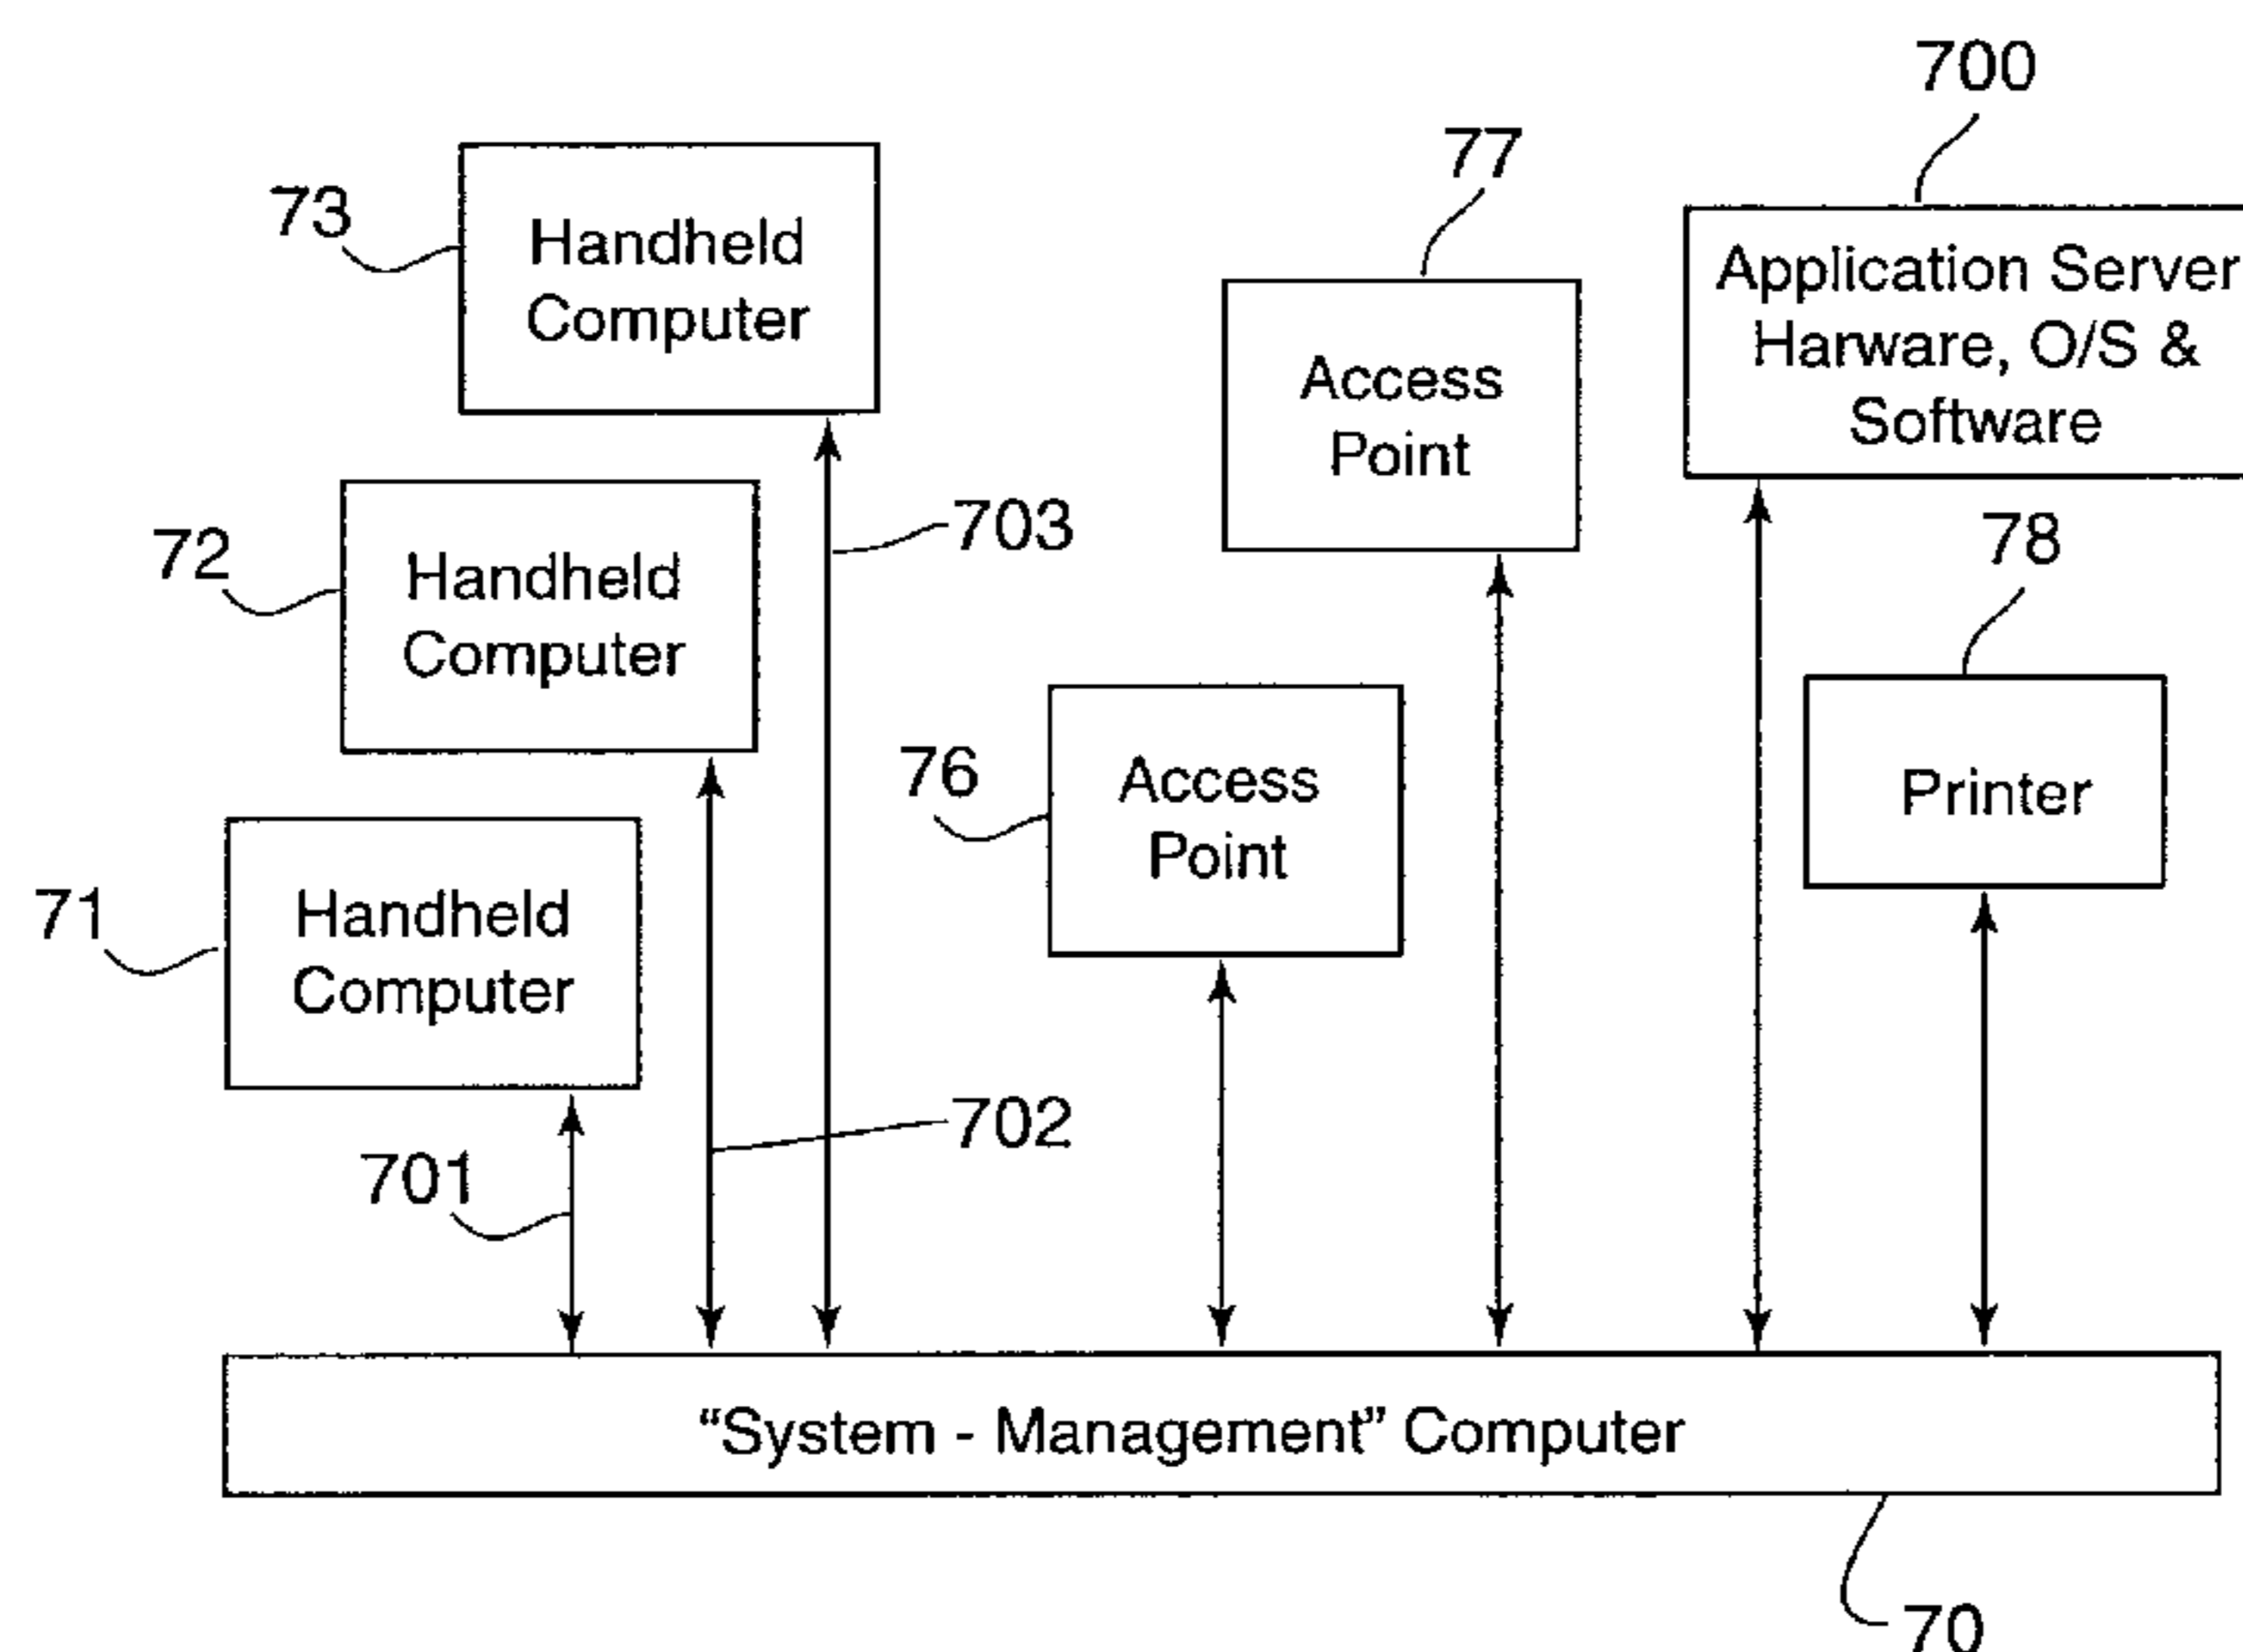 700
77
73
Handheld
Computer
Application Server
Harware, O/S &
Software
Access
Point
703
78
72
Handheld
Computer
76
Access
Point
Printer
71
Handheld
Computer
702
701
“System - Management” Computer
70